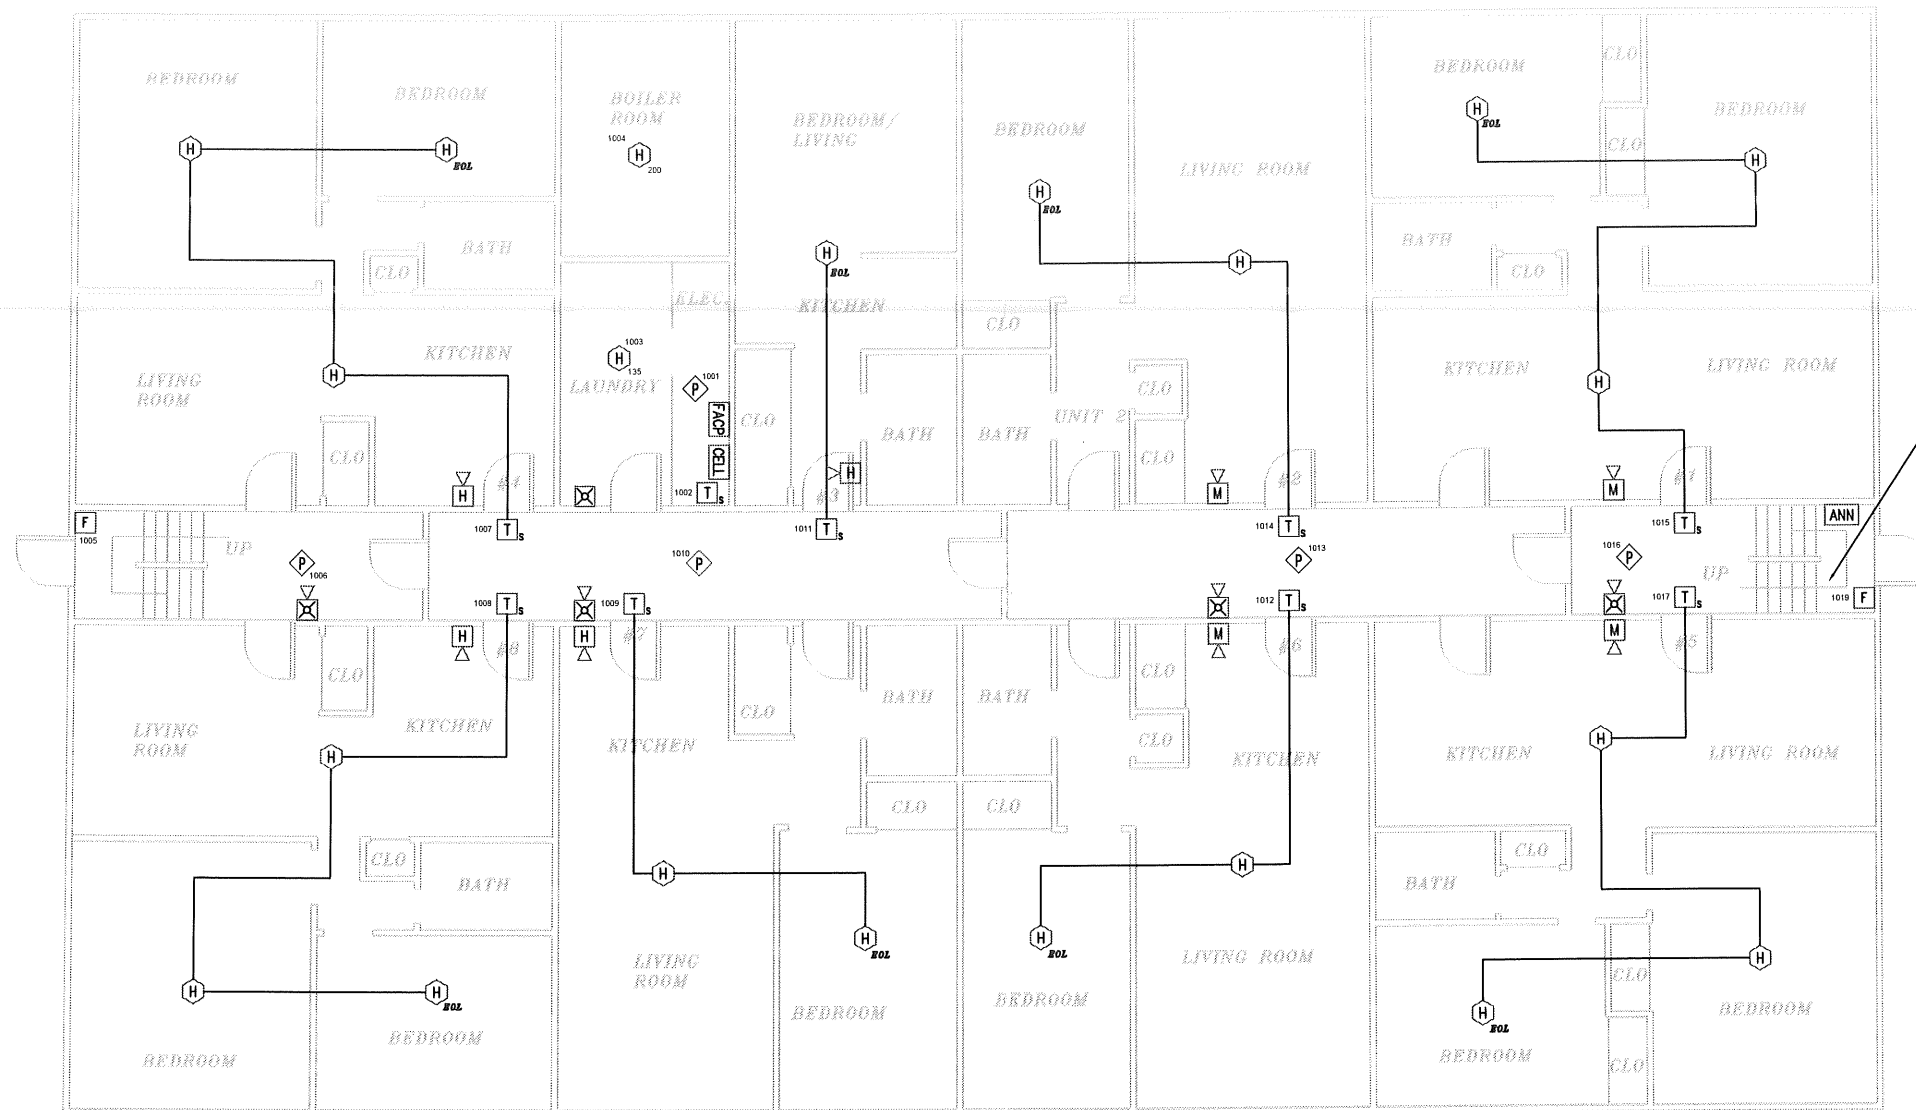 BEDROOM
BEDROOM
BOILER
ROOM
1004
H
200
BEDROOM/
LIVING
BEDROOM
LIVING ROOM
BEDROOM
CLO
BEDROOM
H
EOL
CLO
H
H
H
EOL
H
EOL
BATH
CLO
H
EOL
H
BATH
CLO
ELEC.
KITCHEN
CLO
LIVING
ROOM
KITCHEN
H
1003
H
135
LAUNDRY
1001
P
FACP
CELL
CLO
BATH
BATH
UNIT 2
CLO
CLO
KITCHEN
H
LIVING ROOM
CLO
H
#4
1002
T
S
H
#3
M
#2
M
#1
F
1005
UP
P
1006
1007
T
S
1010
P
1011
T
S
1014
T
S
P
1013
1015
T
S
1016
P
ANN
UP
1008
T
S
1009
T
S
1012
T
S
1017
T
S
1019
F
H
#8
H
#7
M
#6
M
#5
CLO
LIVING
ROOM
KITCHEN
H
KITCHEN
CLO
BATH
BATH
CLO
CLO
KITCHEN
KITCHEN
H
LIVING ROOM
CLO
CLO
CLO
BATH
H
H
BATH
CLO
LIVING
ROOM
H
EOL
H
EOL
LIVING ROOM
H
H
H
EOL
BEDROOM
BEDROOM
H
EOL
CLO
BEDROOM
BEDROOM
BEDROOM
BEDROOM
CLO